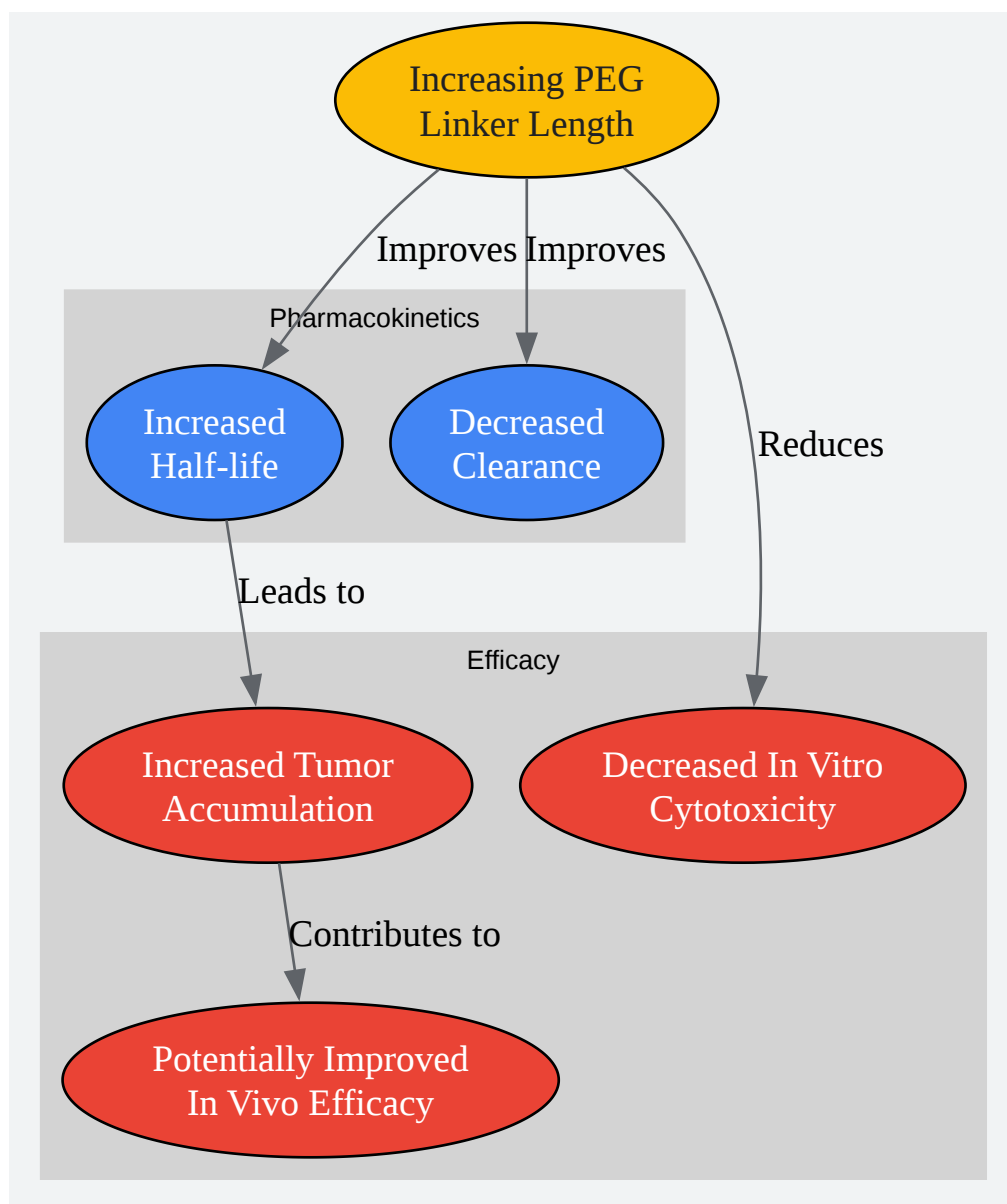 Increasing PEG
Linker Length
Improves
Improves
Pharmacokinetics
Increased
Half-life
Decreased
Clearance
Reduces
Leads to
Efficacy
Increased Tumor
Accumulation
Decreased In Vitro
Cytotoxicity
Contributes to
Potentially Improved
In Vivo Efficacy